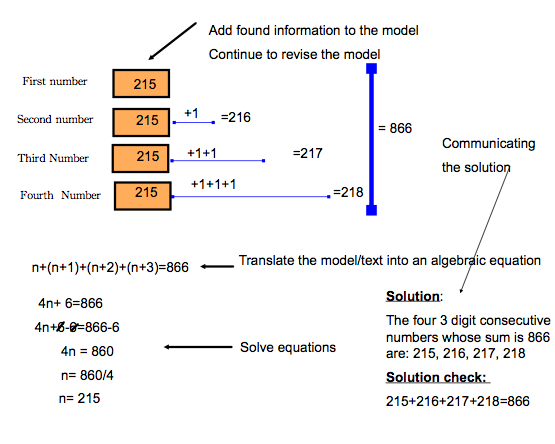 Add found information to the model
Continue to revise the model
First number 215
Second number 215 +1 =216
Third Number 215 +1+1 =217
Fourth Number 215 +1+1+1 =218
= 866
Communicating
the solution
n+(n+1)+(n+2)+(n+3)=866
Translate the model/text into an algebraic equation
4n+ 6=866
4n+6-6=866-6
4n = 860
n= 860/4
n= 215
Solve equations
Solution:
The four 3 digit consecutive
numbers whose sum is 866
are: 215, 216, 217, 218
Solution check:
215+216+217+218=866